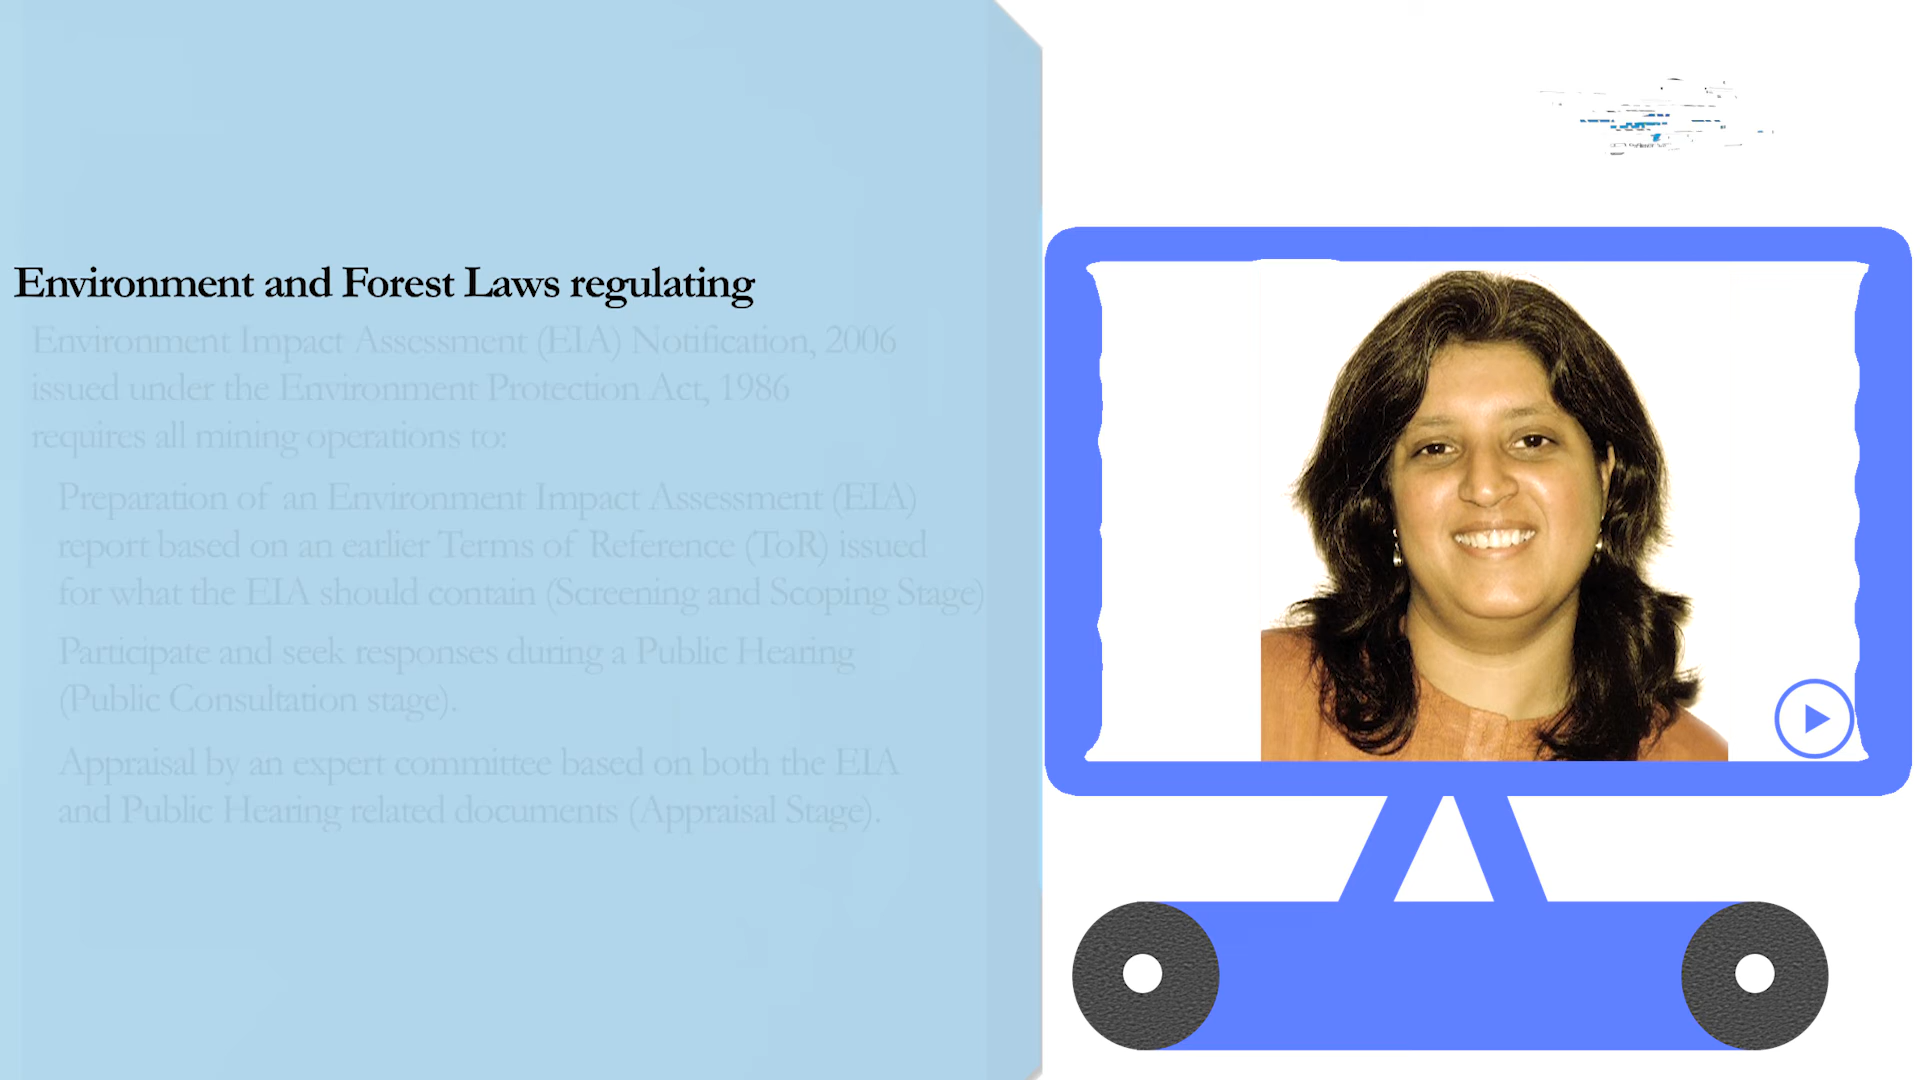 Environment and Forest Laws regulating
Environment Impact Assessment (EIA) Notification, 2006
issued under the Environment Protection Act, 1986
requires all mining operations to:
Preparation of an Environment Impact Assessment (EIA)
report based on an earlier Terms of Reference (ToR) issued
for what the EIA should contain (Screening and Scoping Stage)
Participate and seek responses during a Public Hearing
(Public Consultation stage).
Appraisal by an expert committee based on both the EIA
and Public Hearing related documents (Appraisal Stage).